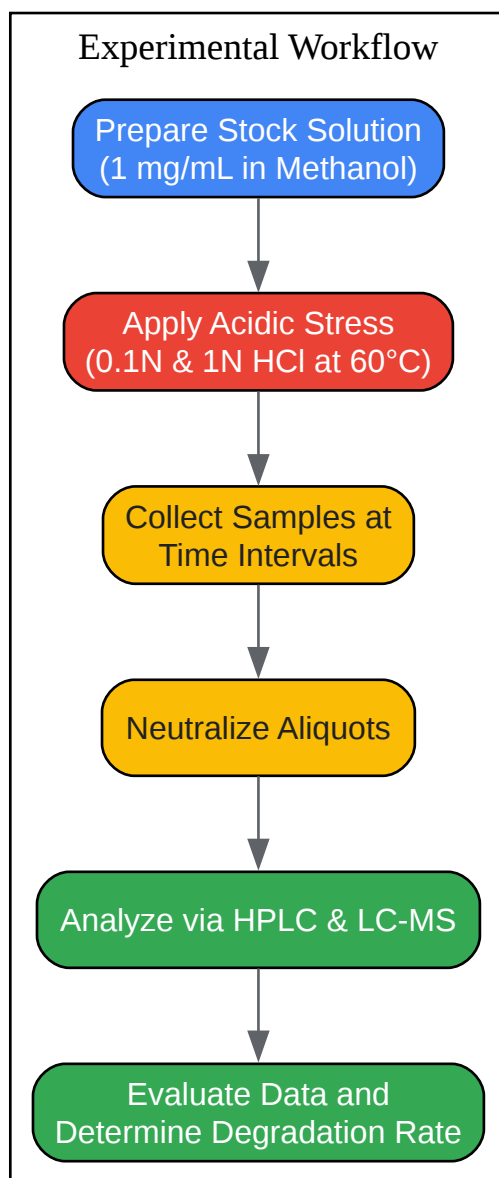 Experimental Workflow
Prepare Stock Solution
(1 mg/mL in Methanol)
Apply Acidic Stress
(0.1N & 1N HCl at 60°C)
Collect Samples at
Time Intervals
Neutralize Aliquots
Analyze via HPLC & LC-MS
Evaluate Data and
Determine Degradation Rate